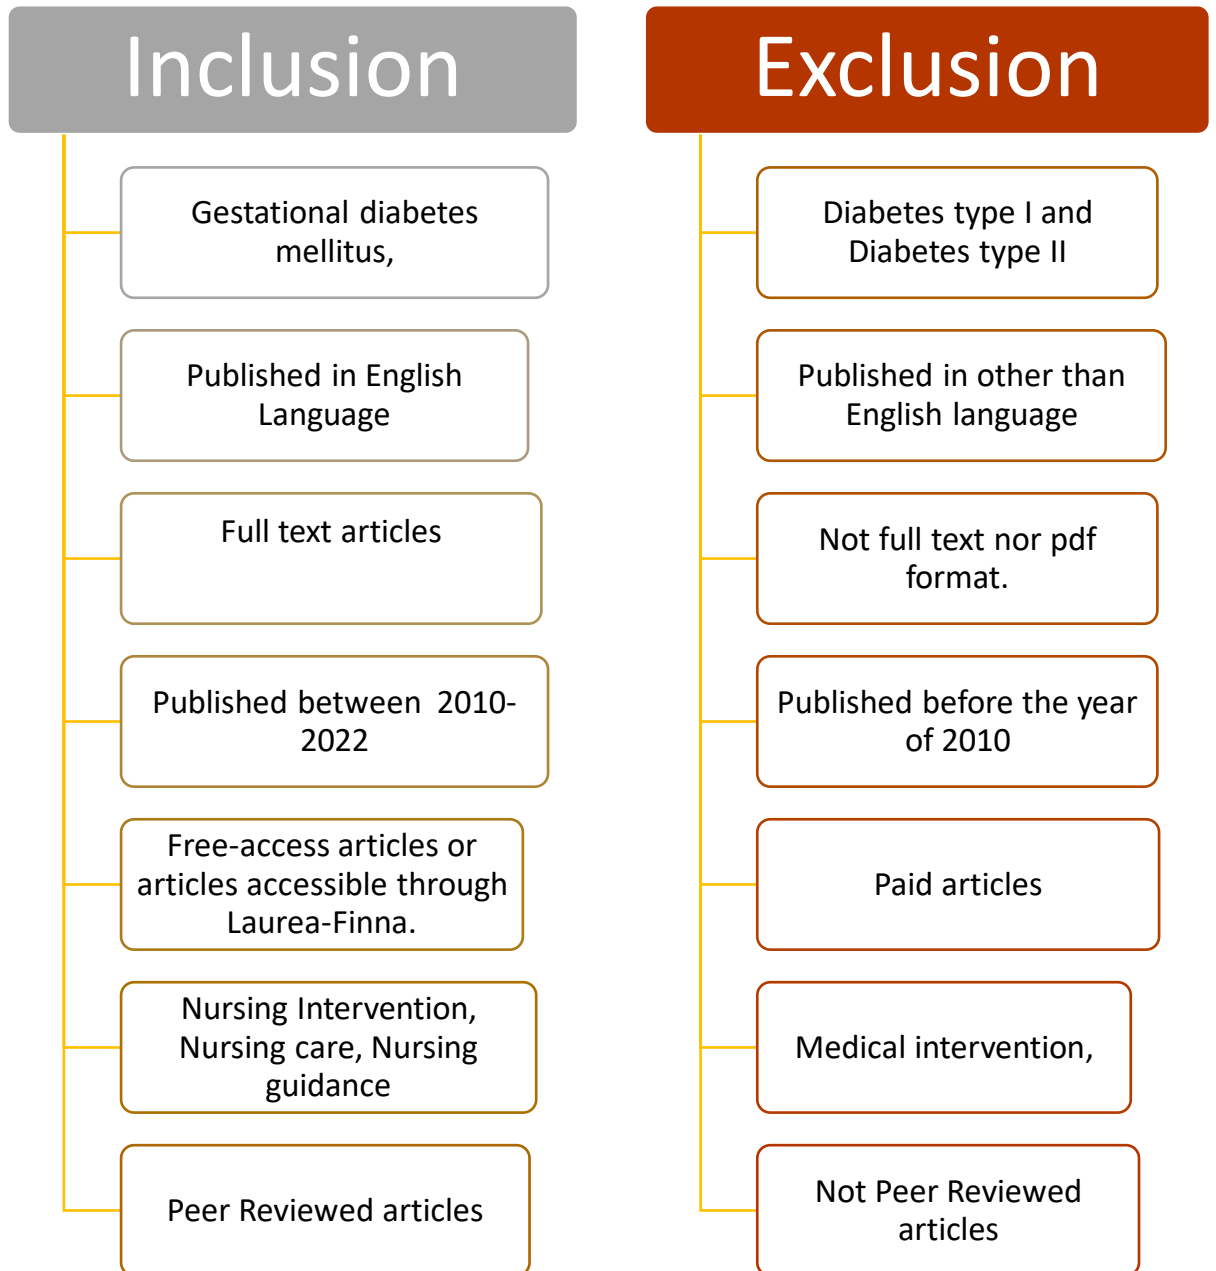 Inclusion
Gestational diabetes
mellitus,
Published in English
Language
Full text articles
Published between 2010-
2022
Free-access articles or
articles accessible through
Laurea-Finna.
Nursing Intervention,
Nursing care, Nursing
guidance
Peer Reviewed articles
Exclusion
Diabetes type I and
Diabetes type II
Published in other than
English language
Not full text nor pdf
format.
Published before the year
of 2010
Paid articles
Medical intervention,
Not Peer Reviewed
articles